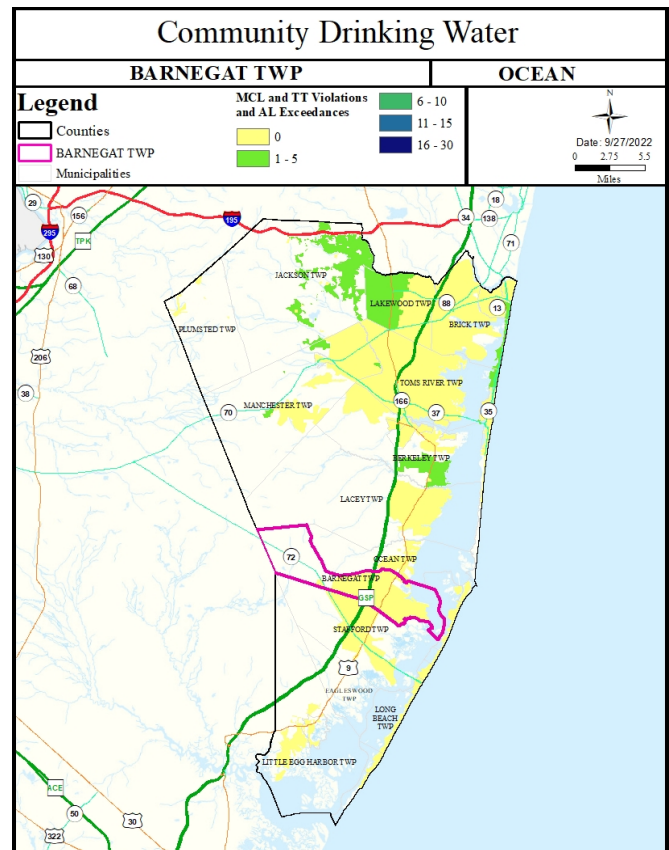 Community Drinking Water
BARNEGAT TWP
OCEAN
Legend
Counties
BARNEGAT TWP
Municipalities
MCL and TT Violations
and AL Exceedances
0
1 - 5
6 - 10
11 - 15
16 - 30
N
Date: 9/27/2022
0 2.75 5.5
Miles
29
156
295
TPK
130
68
195
34
18
138
71
JACKSON TWP
LAKEWOOD TWP
88
13
BRICK TWP
PLUMSTED TWP
206
38
TOMS RIVER TWP
166
37
35
MANCHESTER TWP
70
BERKELEY TWP
LACEY TWP
72
OCEAN TWP
BARNEGAT TWP
GSP
STAFFORD TWP
9
EAGLESWOOD
TWP
LONG
BEACH
TWP
LITTLE EGG HARBOR TWP
ACE
50
30
322